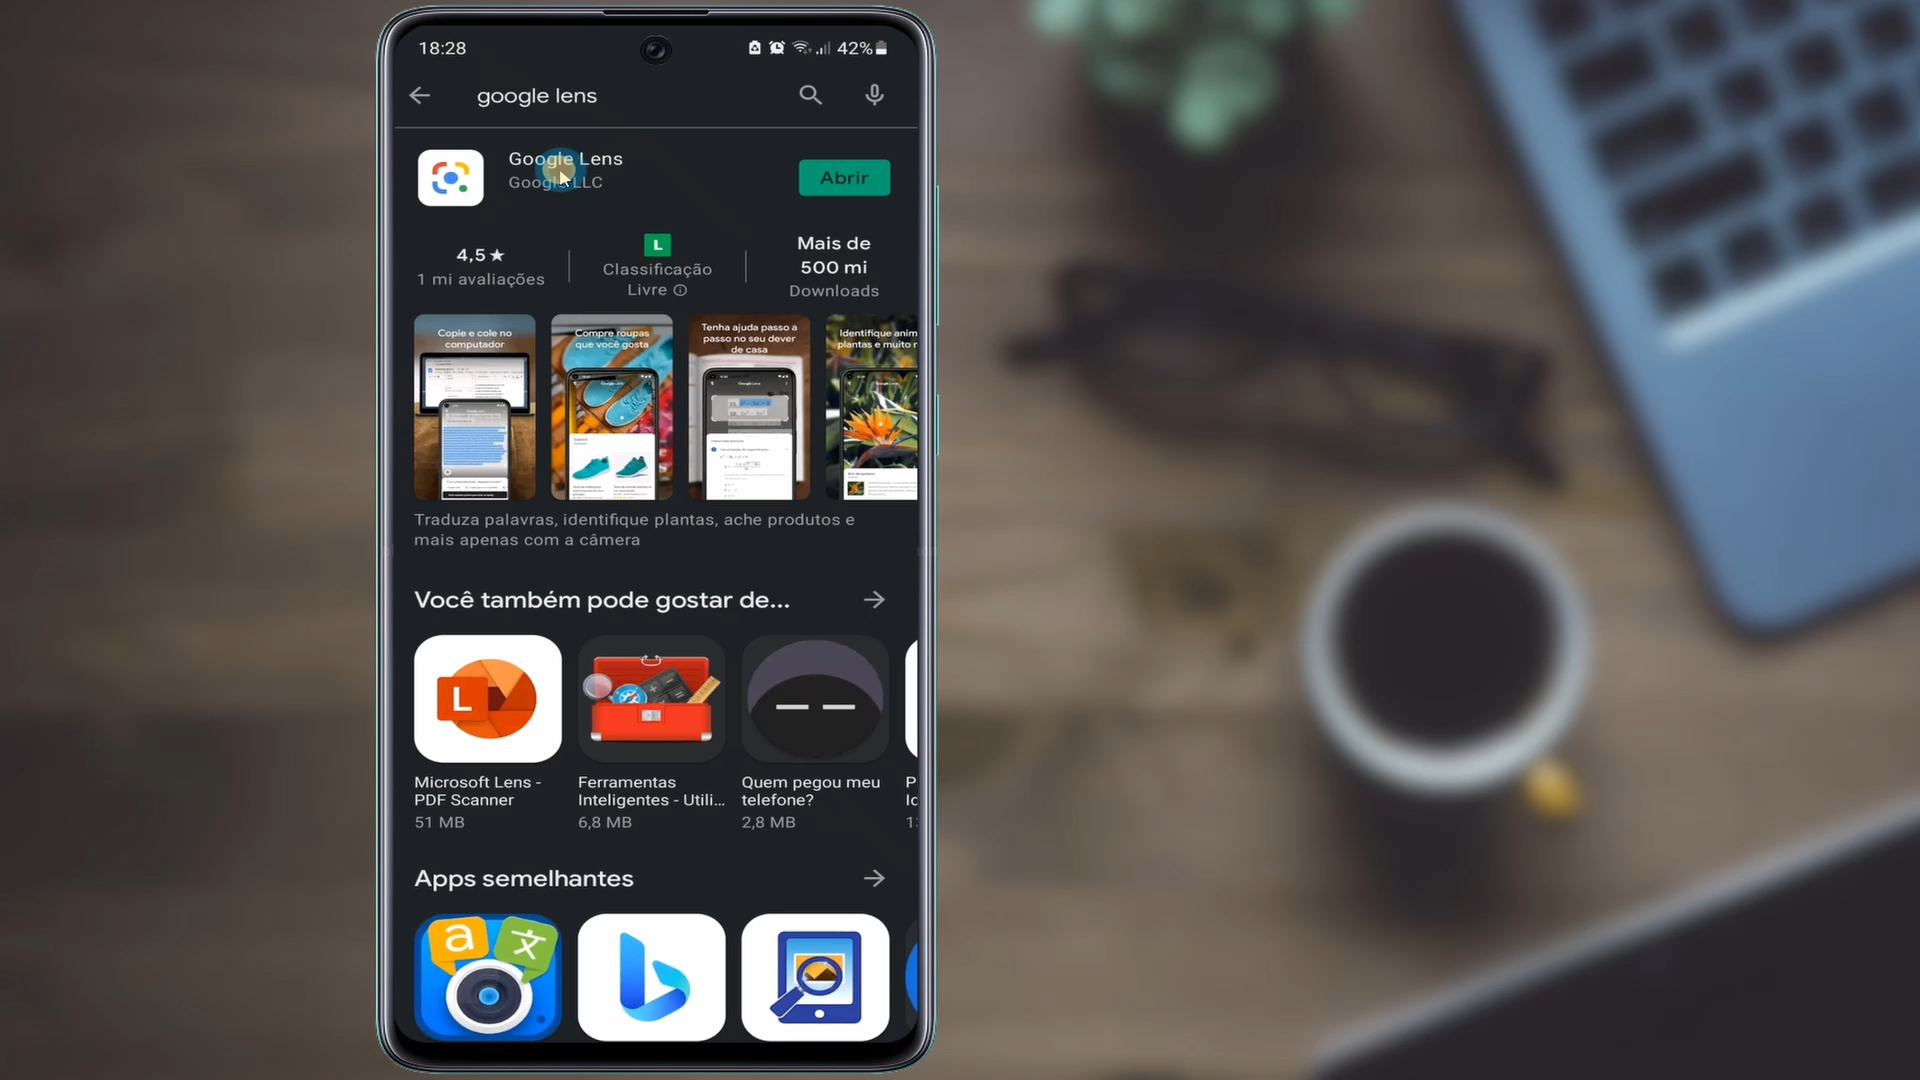 18:28
42%
google lens
Google Lens
Google LLC
Abrir
4,5★
1 mi avaliações
L
Classificação
Livre
Mais de
500 mi
Downloads
Copie e cole no
computador
Compre roupas
que você gosta
Tenha ajuda passo a
passo no seu dever
de casa
Identifique anim
plantas e muito
Traduza palavras, identifique plantas, ache produtos e
mais apenas com a câmera
Você também pode gostar de...
L
Microsoft Lens -
PDF Scanner
51 MB
Ferramentas
Inteligentes - Utili...
6,8 MB
Quem pegou meu
telefone?
2,8 MB
Apps semelhantes
a
文